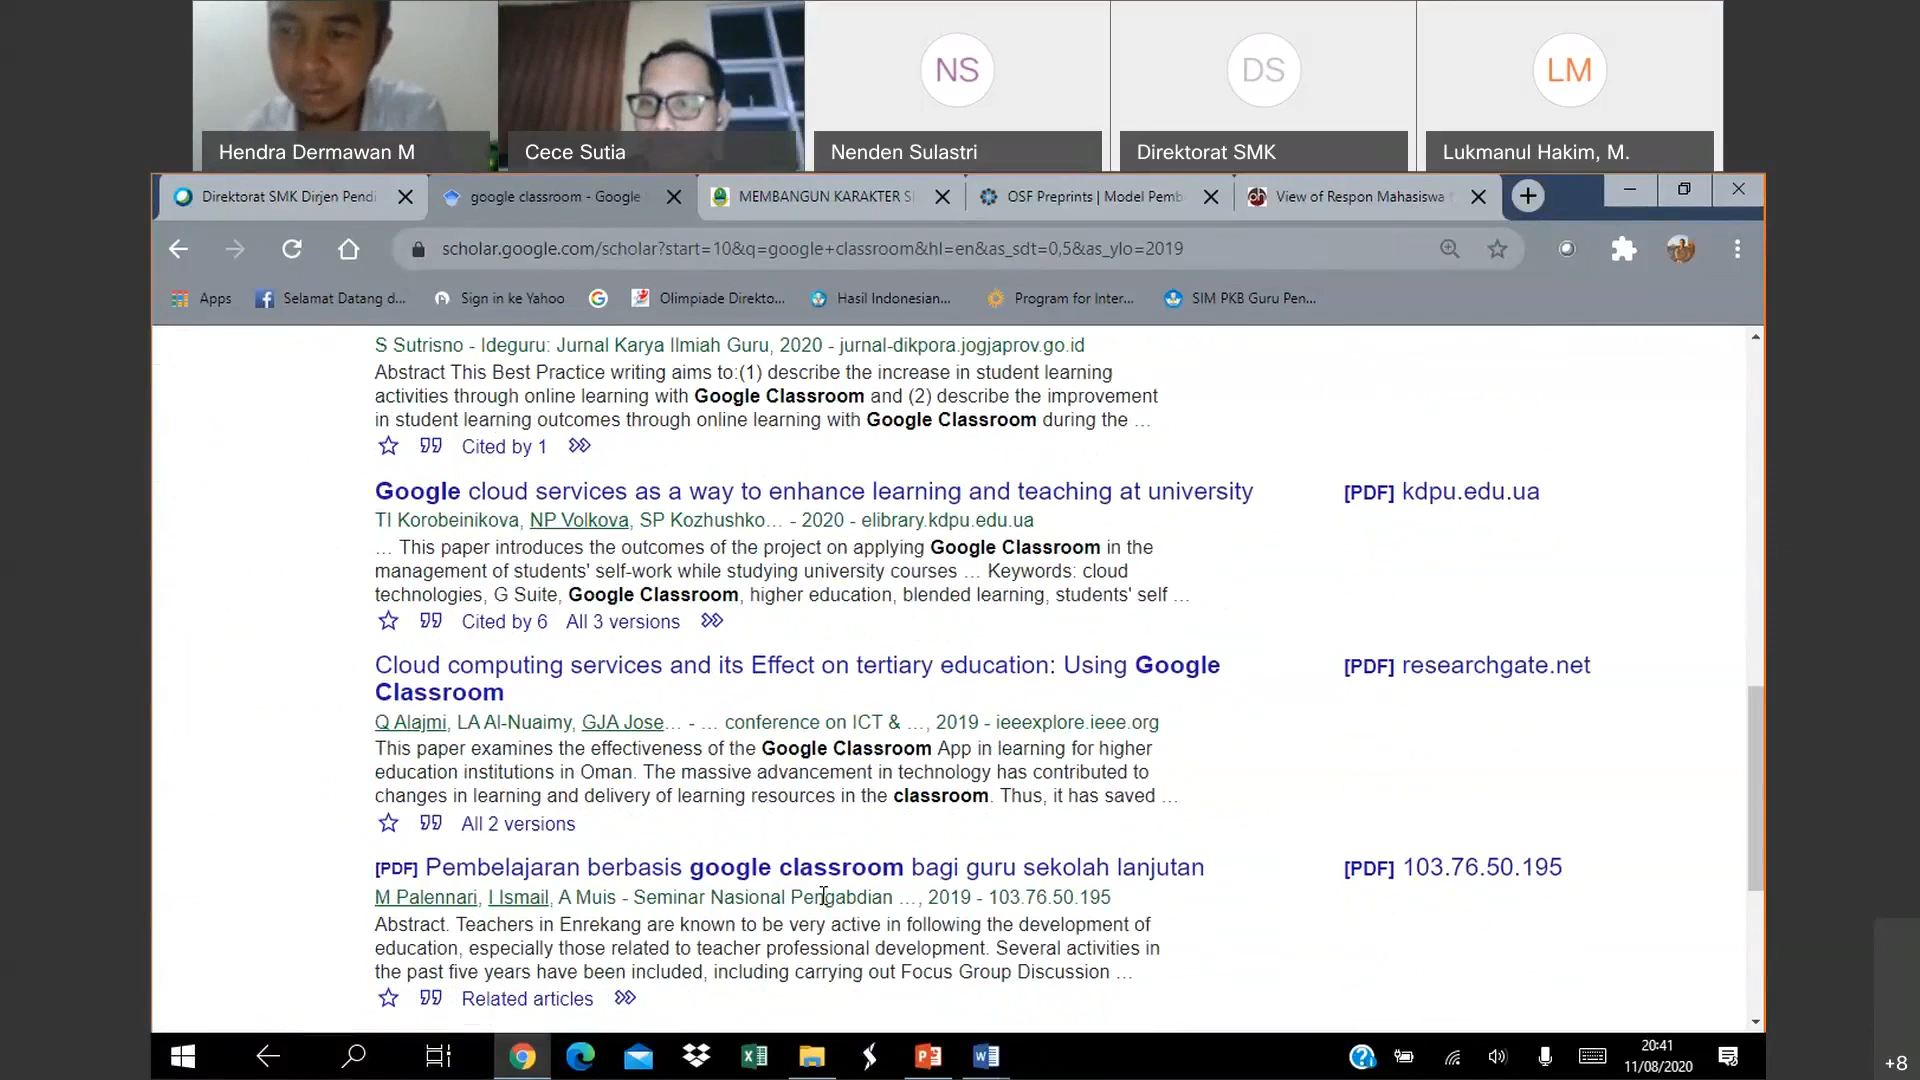 NS
DS
LM
Hendra Dermawan M
Cece Sutia
Nenden Sulastri
Direktorat SMK
Lukmanul Hakim, M.
Direktorat SMK Dirjen Pendi
google classroom - Google
MEMBANGUN KARAKTER S
OSF Preprints | Model Pemb
View of Respon Mahasiswa
scholar.google.com/scholar?start=10&q=google+classroom&hl=en&as_sdt=0,5&as_ylo=2019
Apps
Selamat Datang d...
Sign in ke Yahoo
Olimpiade Direkto...
Hasil Indonesian...
Program for Inter...
SIM PKB Guru Pen...
S Sutrisno - Ideguru: Jurnal Karya Ilmiah Guru, 2020 - jurnal-dikpora.jogjaprov.go.id
Abstract This Best Practice writing aims to:(1) describe the increase in student learning
activities through online learning with Google Classroom and (2) describe the improvement
in student learning outcomes through online learning with Google Classroom during the …
Cited by 1
Google cloud services as a way to enhance learning and teaching at university
[PDF] kdpu.edu.ua
TI Korobeinikova, NP Volkova, SP Kozhushko… - 2020 - elibrary.kdpu.edu.ua
… This paper introduces the outcomes of the project on applying Google Classroom in the
management of students' self-work while studying university courses … Keywords: cloud
technologies, G Suite, Google Classroom, higher education, blended learning, students' self …
Cited by 6 All 3 versions
Cloud computing services and its Effect on tertiary education: Using Google
Classroom
[PDF] researchgate.net
Q Alajmi, LA Al-Nuaimy, GJA Jose… - … conference on ICT & …, 2019 - ieeexplore.ieee.org
This paper examines the effectiveness of the Google Classroom App in learning for higher
education institutions in Oman. The massive advancement in technology has contributed to
changes in learning and delivery of learning resources in the classroom. Thus, it has saved …
All 2 versions
[PDF] Pembelajaran berbasis google classroom bagi guru sekolah lanjutan
[PDF] 103.76.50.195
M Palennari, I Ismail, A Muis - Seminar Nasional Pengabdian …, 2019 - 103.76.50.195
Abstract. Teachers in Enrekang are known to be very active in following the development of
education, especially those related to teacher professional development. Several activities in
the past five years have been included, including carrying out Focus Group Discussion …
Related articles
20:41
11/08/2020
+8